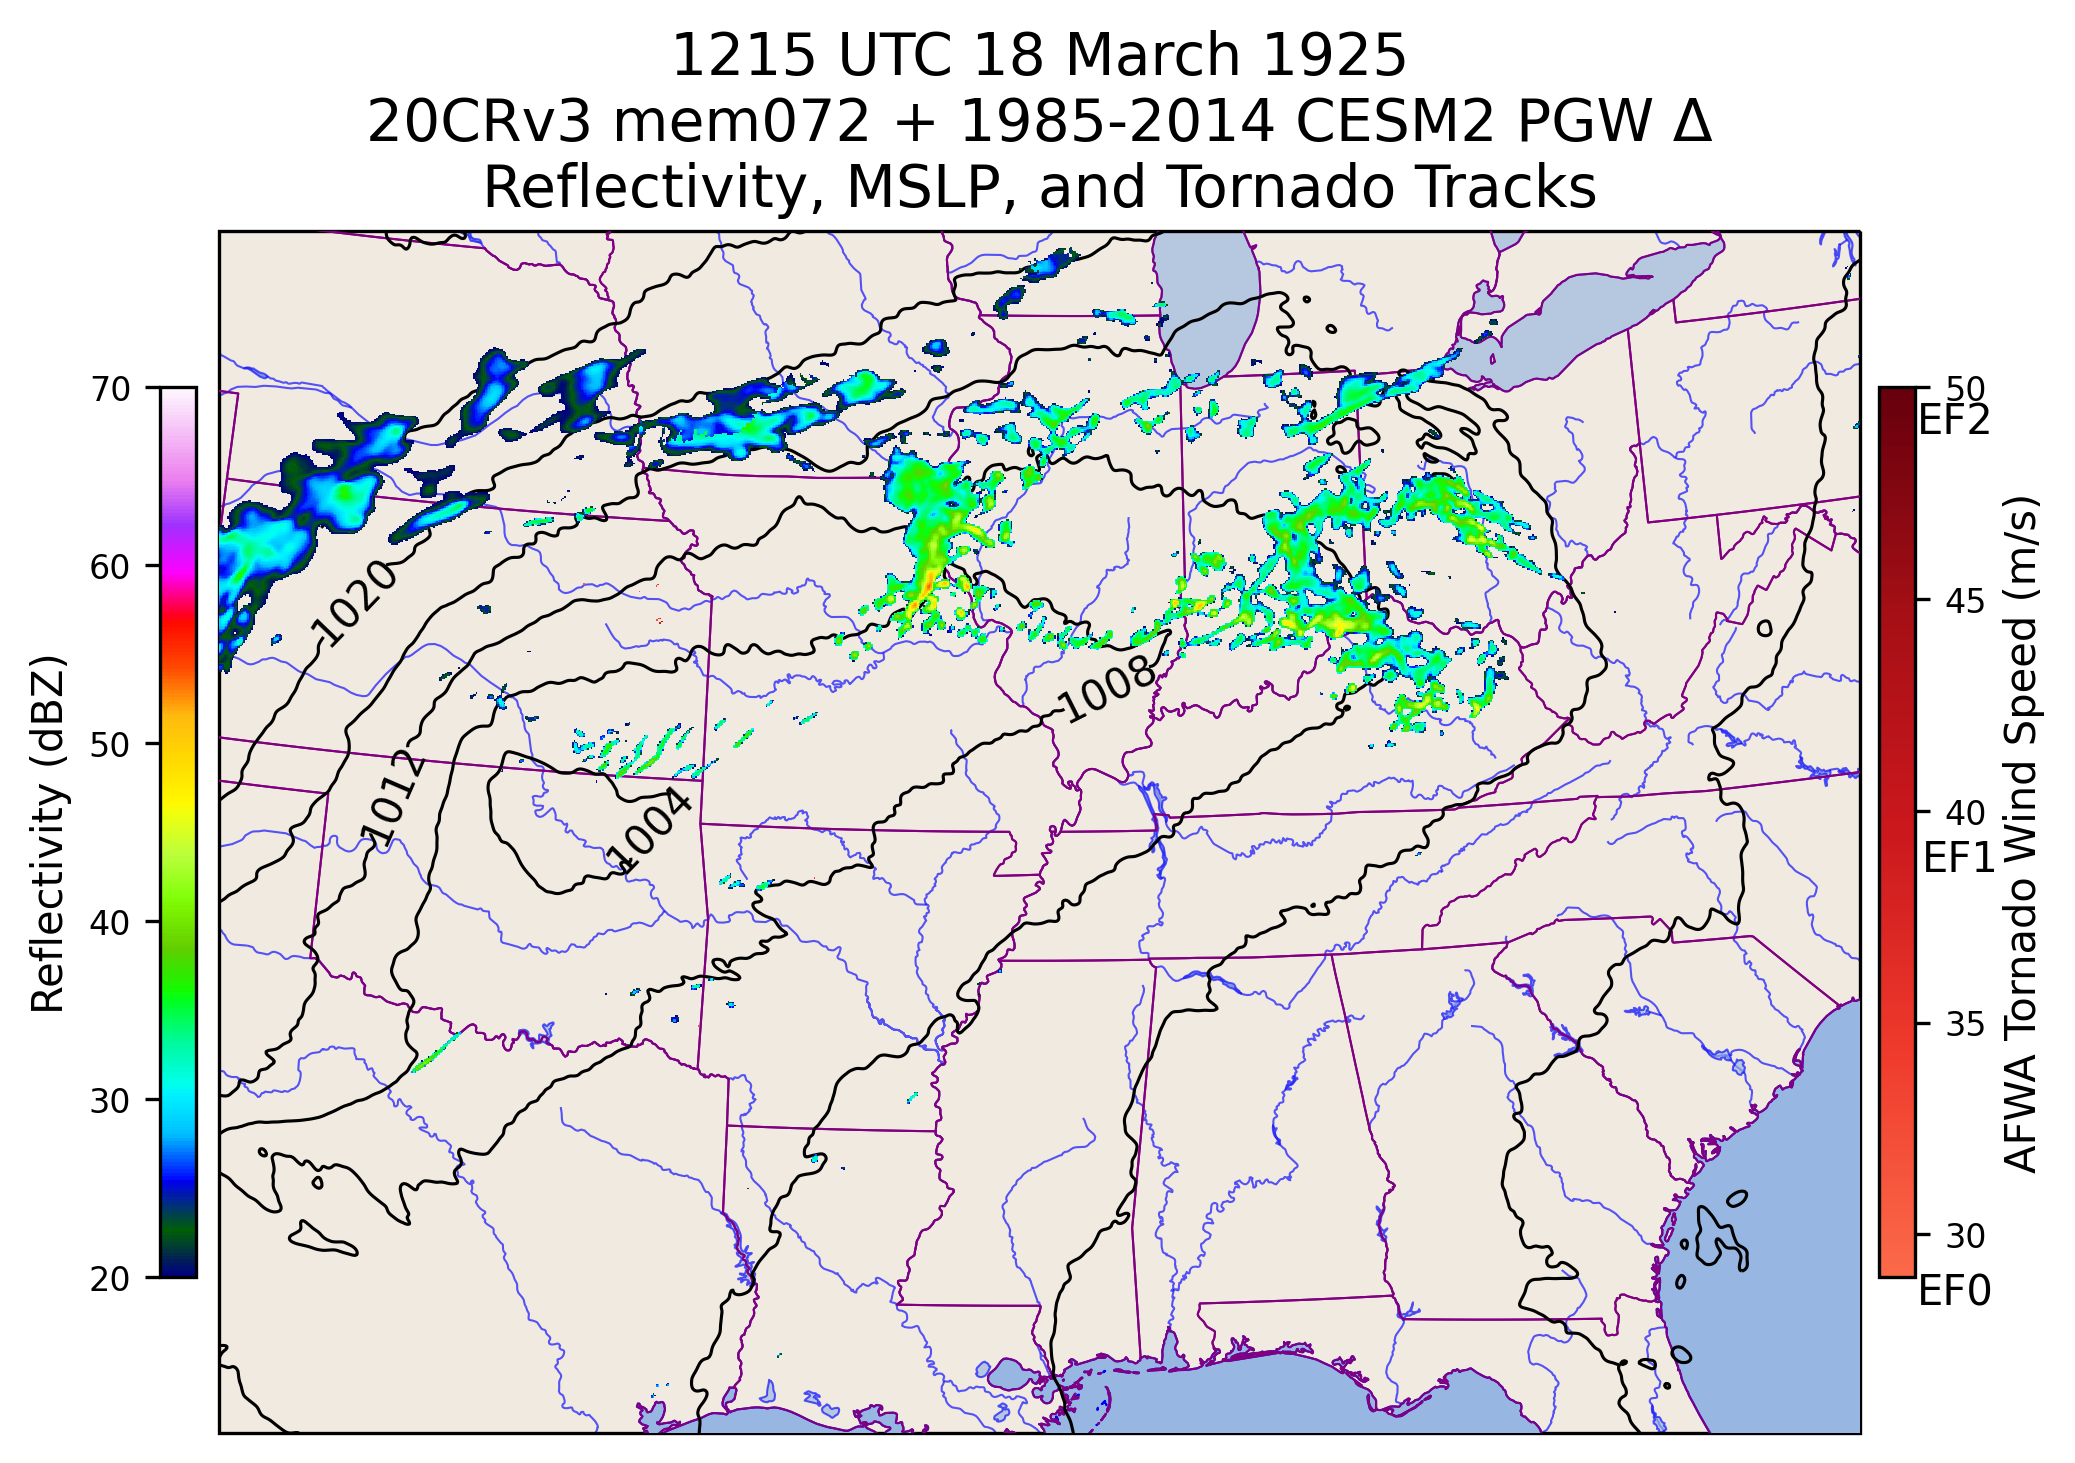 1215 UTC 18 March 1925
20CRv3 mem072 + 1985-2014 CESM2 PGW Δ
Reflectivity, MSLP, and Tornado Tracks
70
60
50
40
30
20
Reflectivity (dBZ)
1020
1012
1004
1008
50
EF2
45
40
EF1
35
30
EF0
AFWA Tornado Wind Speed (m/s)